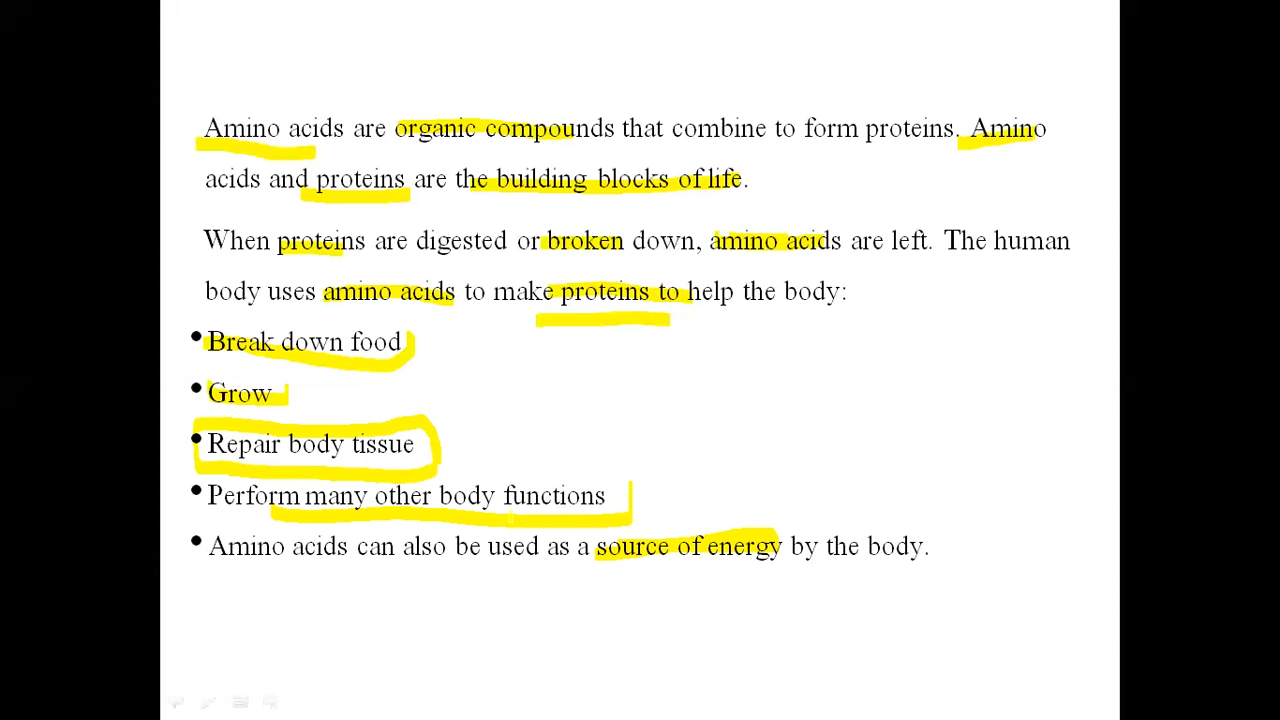 Amino acids are organic compounds that combine to form proteins. Amino
acids and proteins are the building blocks of life.
When proteins are digested or broken down, amino acids are left. The human
body uses amino acids to make proteins to help the body:
• Break down food
• Grow
• Repair body tissue
• Perform many other body functions
• Amino acids can also be used as a source of energy by the body.